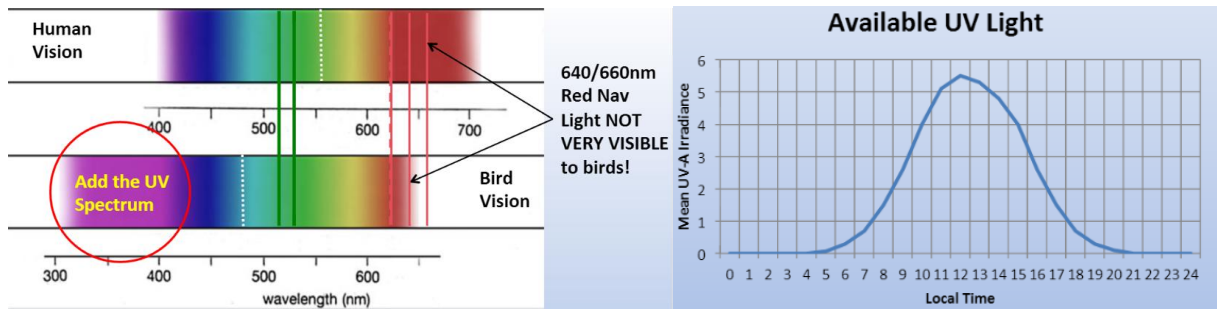 Human
Vision
400 500 600 700
Add the UV
Spectrum
Bird
Vision
300 400 500 600
wavelength (nm)
640/660nm
Red Nav
Light NOT
VERY VISIBLE
to birds!
Available UV Light
Mean UV-A Irradiance
6
5
4
3
2
1
0
0 1 2 3 4 5 6 7 8 9 10 11 12 13 14 15 16 17 18 19 20 21 22 23 24
Local Time